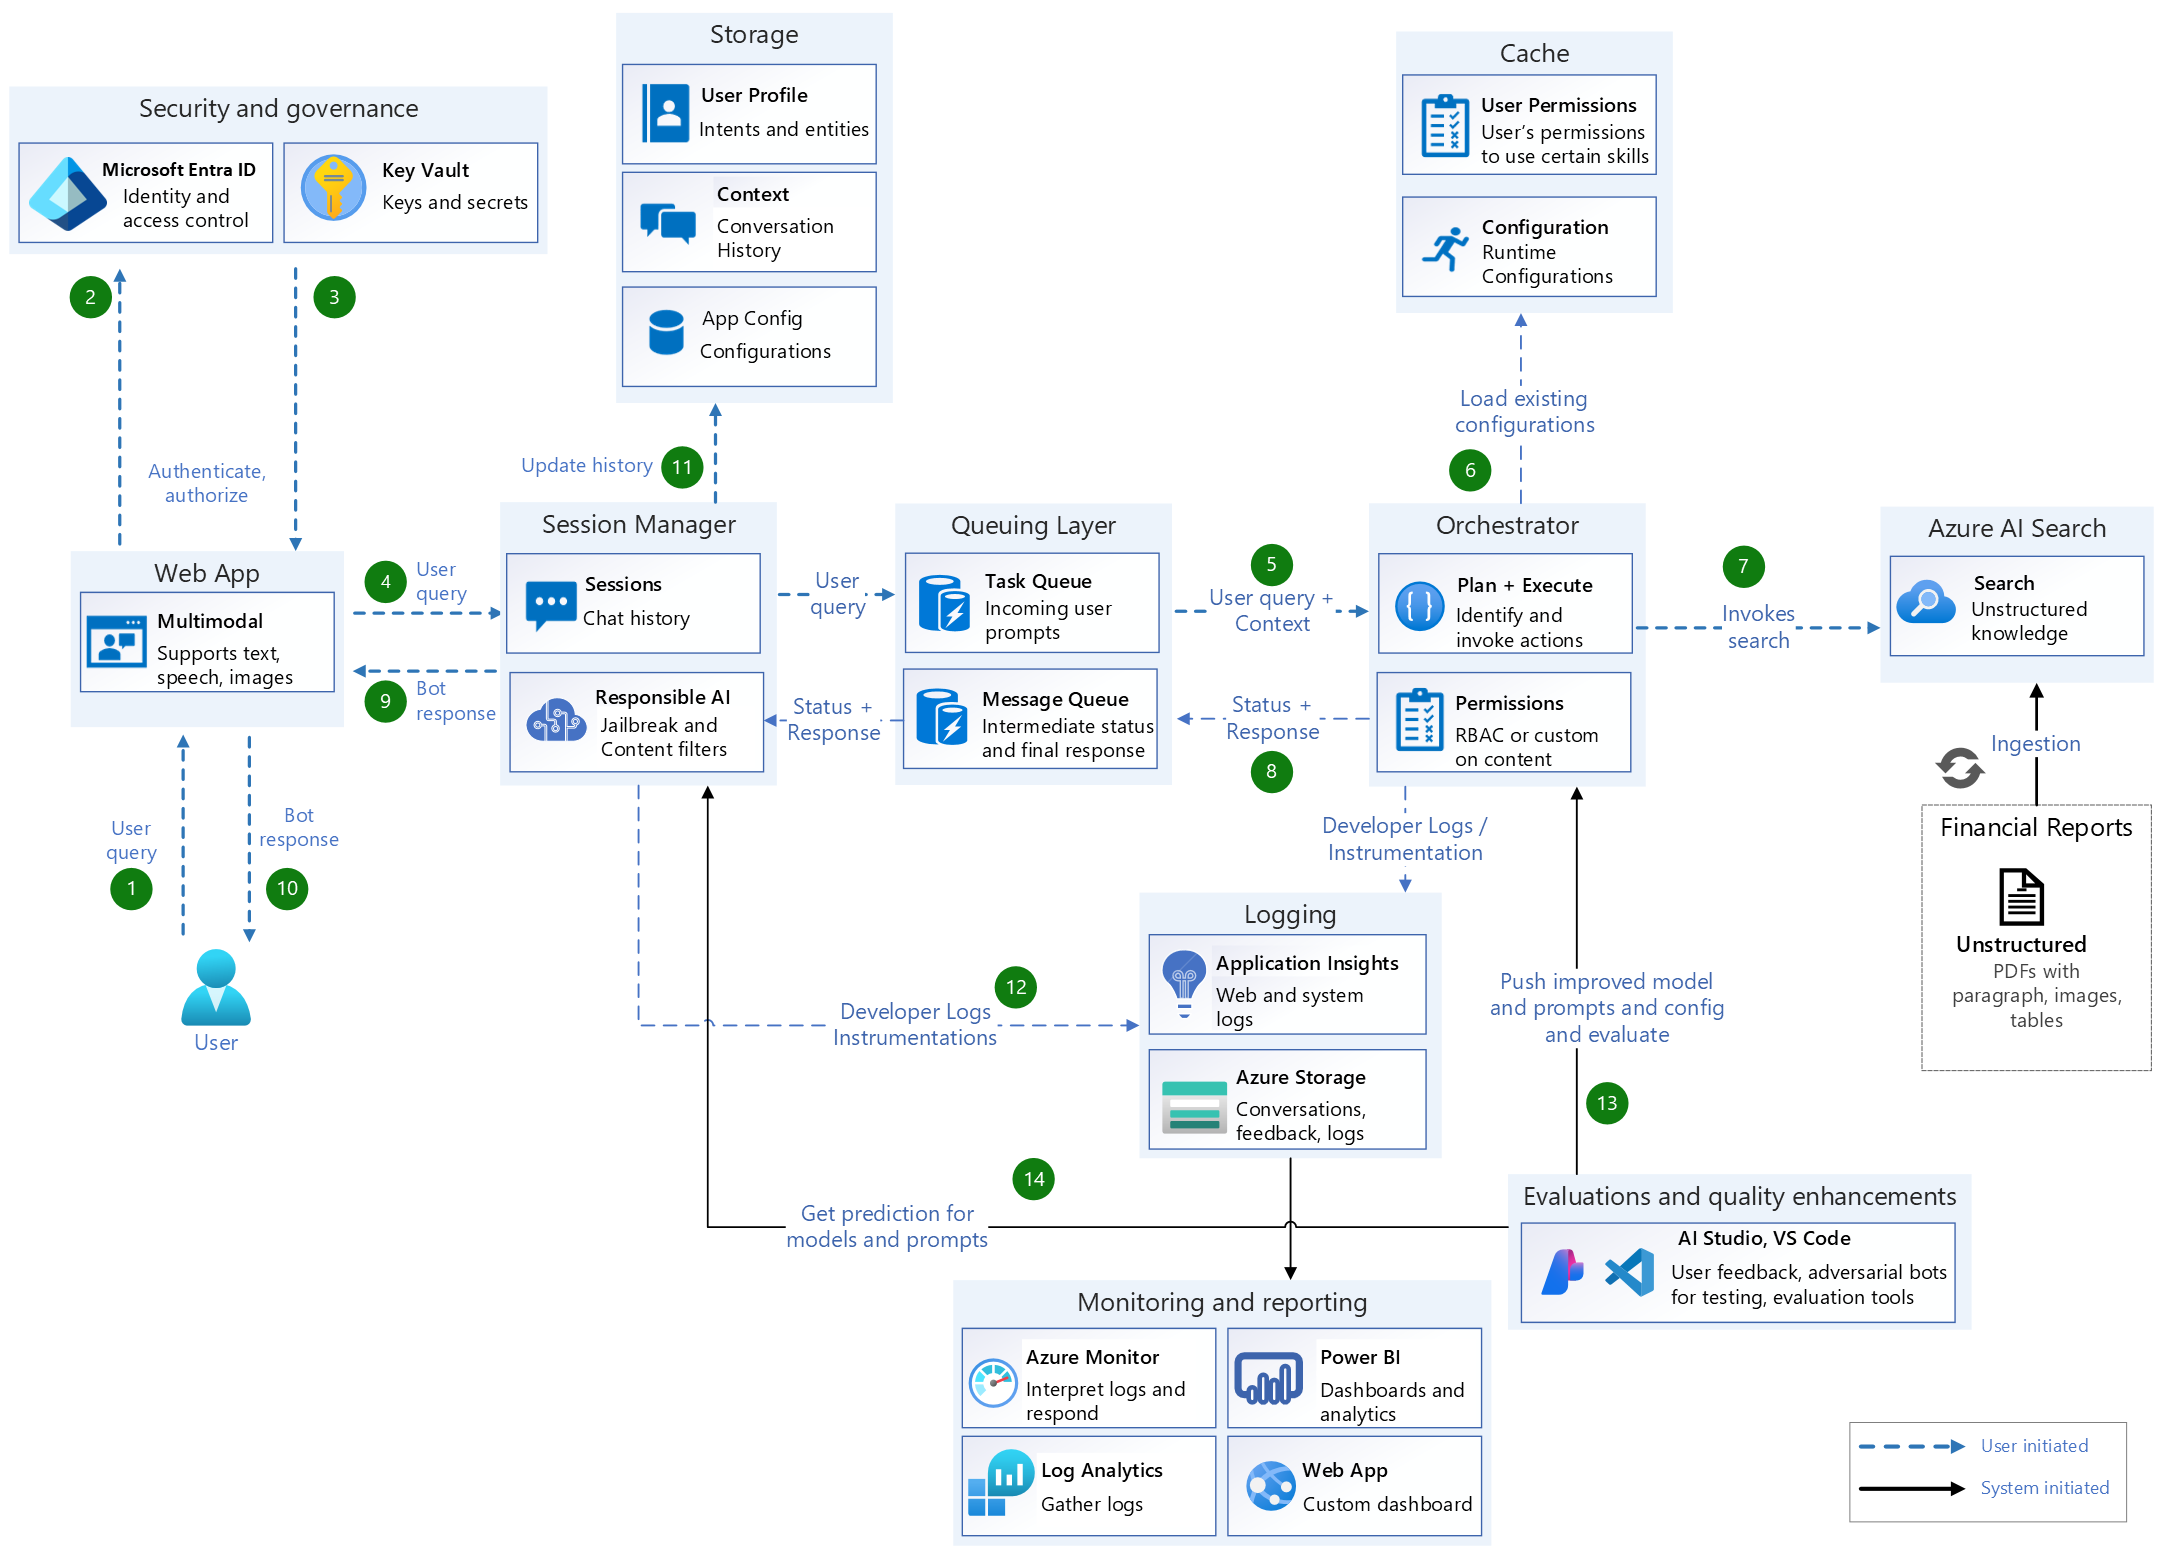 Storage
User Profile
Intents and entities
Context
Conversation
History
App Config
Configurations
Cache
User Permissions
User's permissions
to use certain skills
Configuration
Runtime
Configurations
Security and governance
Microsoft Entra ID
Identity and
access control
Key Vault
Keys and secrets
2
3
Authenticate,
authorize
Update history
11
Load existing
configurations
6
Web App
Multimodal
Supports text,
speech, images
4
User
query
9
Bot
response
Session Manager
Sessions
Chat history
Responsible AI
Jailbreak and
Content filters
User
query
Status +
Response
Queuing Layer
Task Queue
Incoming user
prompts
Message Queue
Intermediate status
and final response
5
User query +
Context
Status +
Response
8
Orchestrator
Plan + Execute
Identify and
invoke actions
Permissions
RBAC or custom
on content
7
Invokes
search
Azure AI Search
Search
Unstructured
knowledge
Ingestion
Financial Reports
Unstructured
PDFs with
paragraph, images,
tables
User
query
1
Bot
response
10
User
Developer Logs /
Instrumentation
12
Developer Logs
Instrumentations
Logging
Application Insights
Web and system
logs
Azure Storage
Conversations,
feedback, logs
Push improved model
and prompts and config
and evaluate
13
14
Get prediction for
models and prompts
Evaluations and quality enhancements
AI Studio, VS Code
User feedback, adversarial bots
for testing, evaluation tools
Monitoring and reporting
Azure Monitor
Interpret logs and
respond
Power BI
Dashboards and
analytics
Log Analytics
Gather logs
Web App
Custom dashboard
User initiated
System initiated